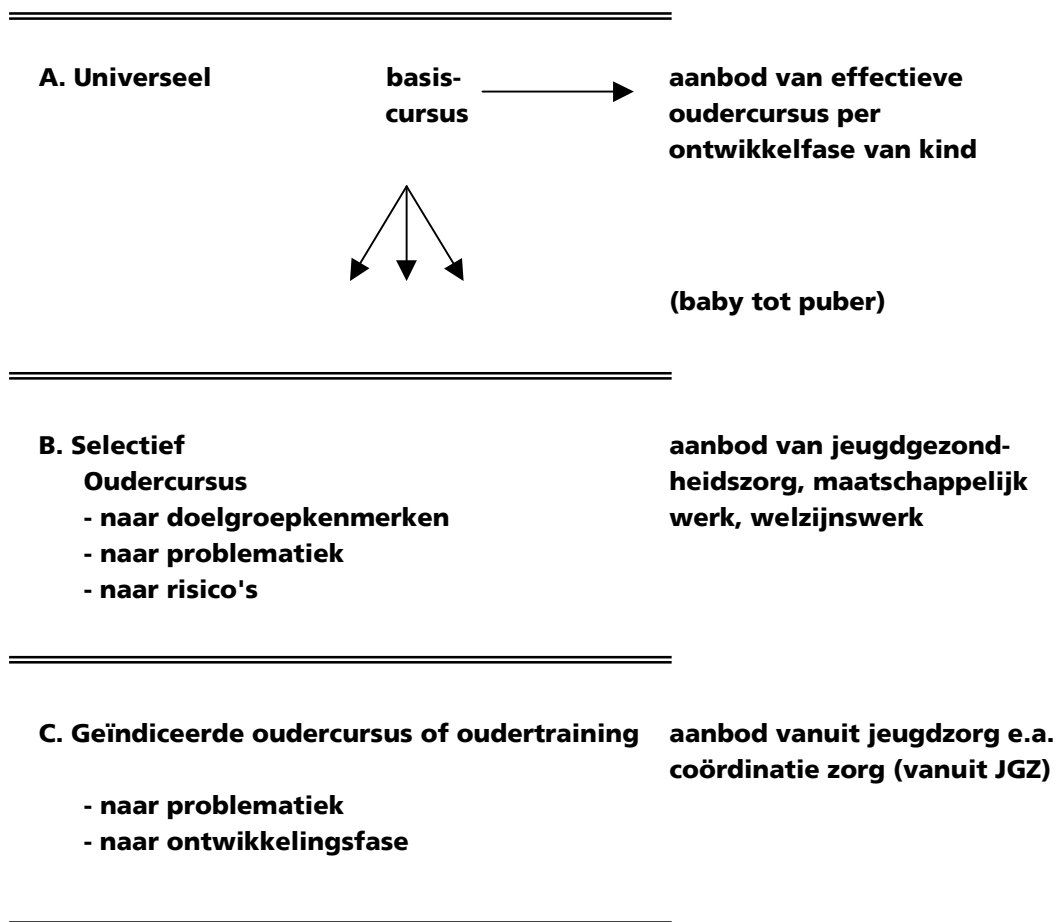 A. Universeel basis- aanbod van effectieve
cursus oudercursus per
ontwikkelfase van kind
(baby tot puber)
B. Selectief aanbod van jeugdgezond-
Oudercursus heidszorg, maatschappelijk
- naar doelgroepkenmerken werk, welzijnswerk
- naar problematiek
- naar risico's
C. Geïndiceerde oudercursus of oudertraining aanbod vanuit jeugdzorg e.a.
coördinatie zorg (vanuit JGZ)
- naar problematiek
- naar ontwikkelingsfase